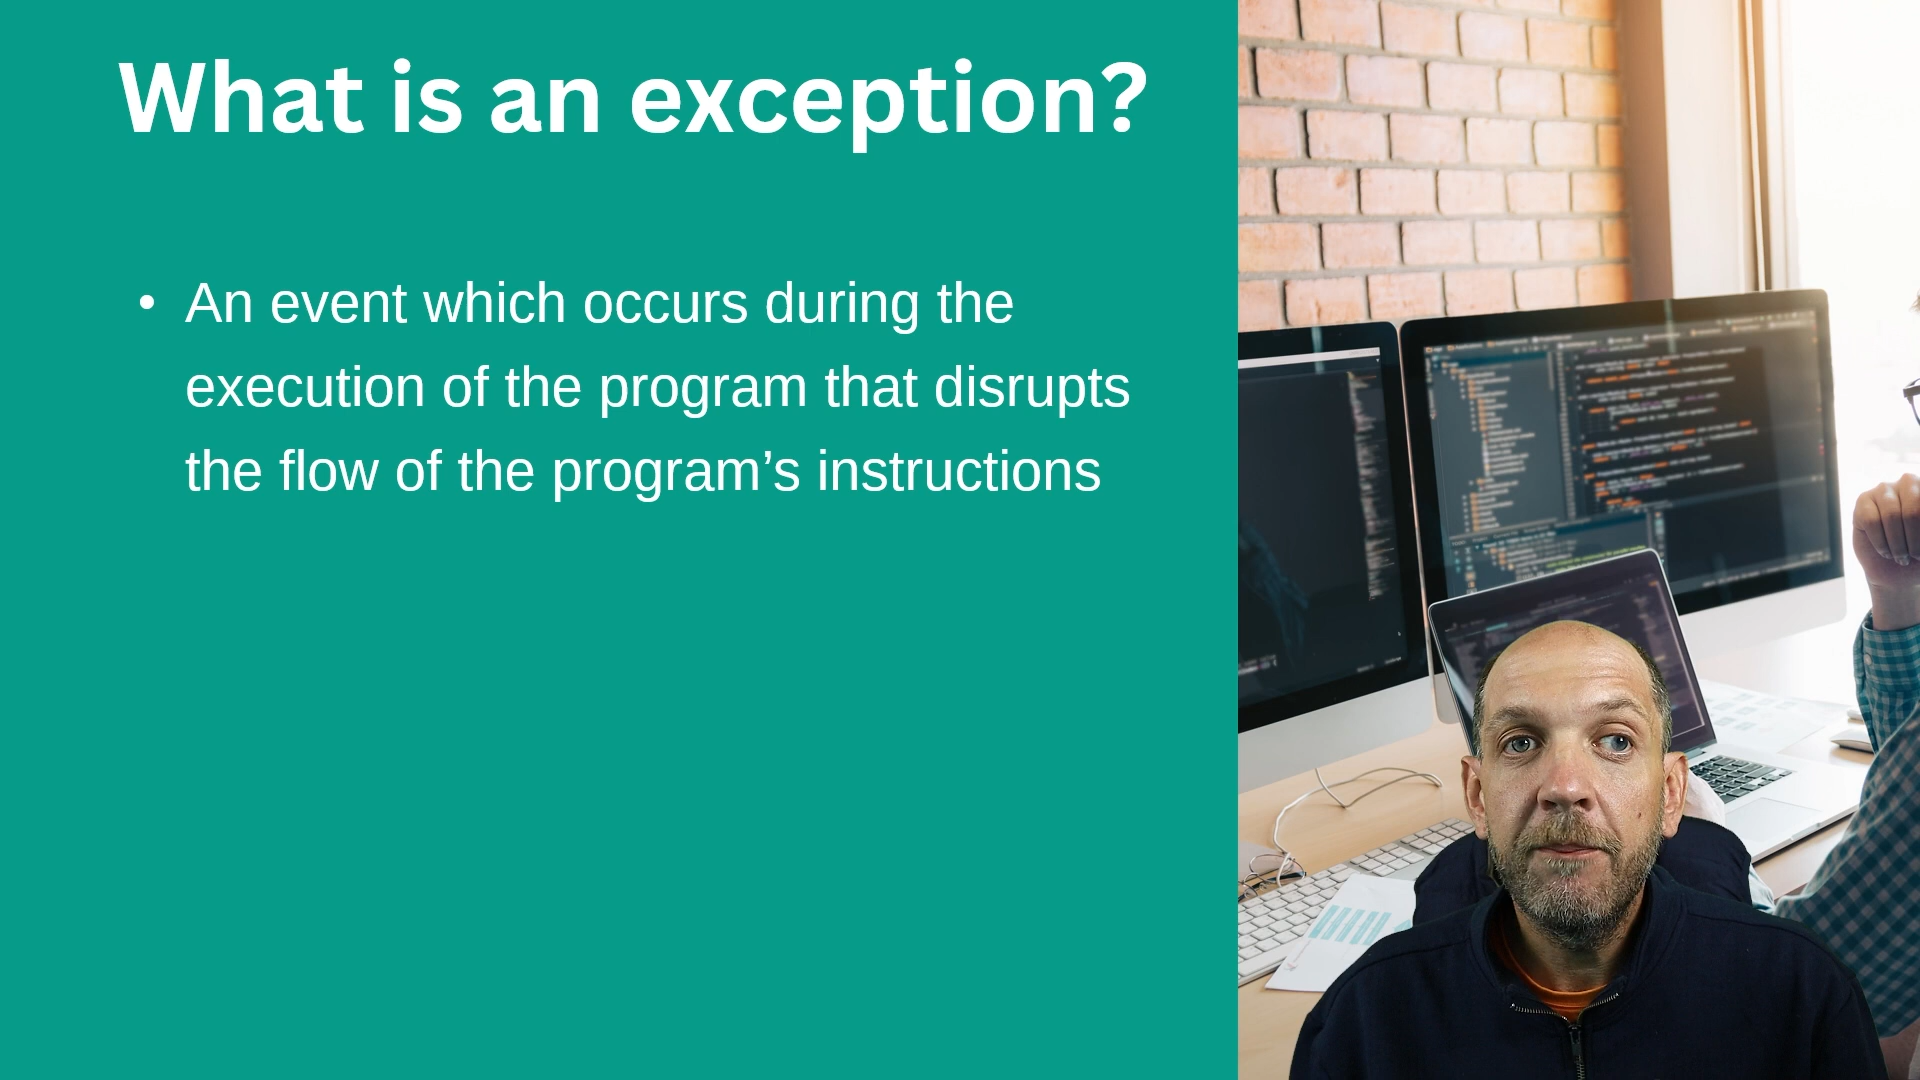 What is an exception?
• An event which occurs during the
execution of the program that disrupts
the flow of the program’s instructions